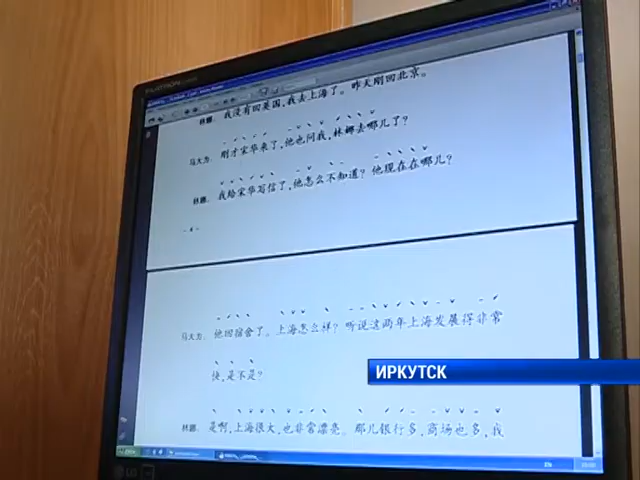 林娜: 我没有回英国,我去上海了。昨天刚回北京。
马大为: 刚才宋华来了,他也问我,林娜去哪儿了?
林娜: 我给宋华写信了,他怎么不知道? 他现在在哪儿?
- 4 -
马大为: 他回宿舍了。上海怎么样? 听说这两年上海发展得非常
快,是不是?
林娜: 是啊,上海很大,也非常漂亮。那儿银行多,商场也多,我
ИРКУТСК